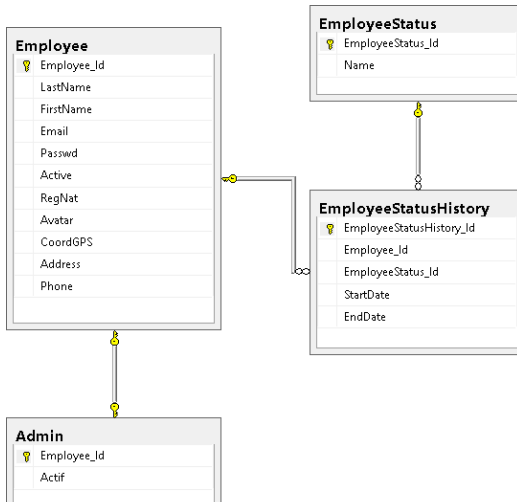 Employee
Employee_Id
LastName
FirstName
Email
Passwd
Active
RegNat
Avatar
CoordGPS
Address
Phone
EmployeeStatus
EmployeeStatus_Id
Name
EmployeeStatusHistory
EmployeeStatusHistory_Id
Employee_Id
EmployeeStatus_Id
StartDate
EndDate
Admin
Employee_Id
Actif